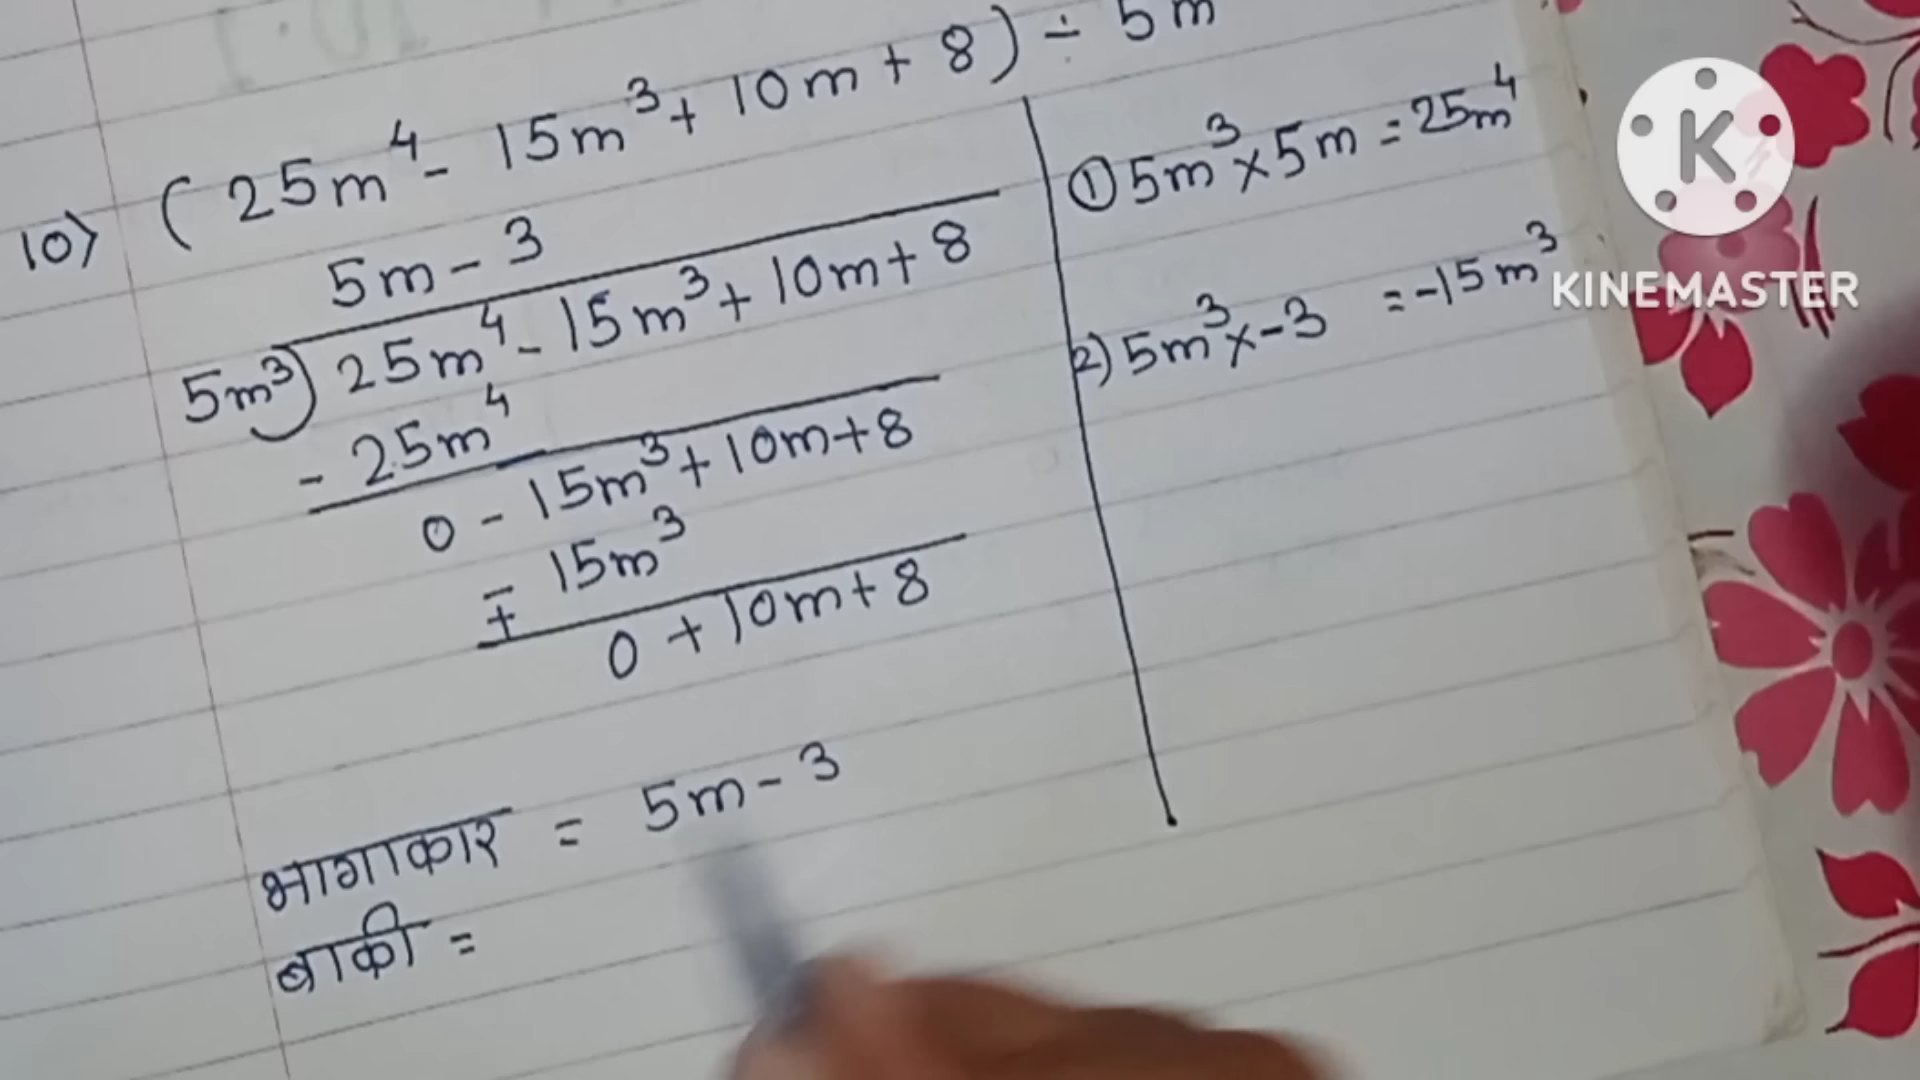 10) (25m⁴ - 15m³ + 10m + 8) ÷ 5m
5m - 3
5m³) 25m⁴ - 15m³ + 10m + 8
- 25m⁴
0 - 15m³ + 10m + 8
- 15m³
+
0 + 10m + 8
भागाकार = 5m - 3
बाकी =
① 5m³ × 5m = 25m⁴
2) 5m³ × -3 = -15m³
K
KINEMASTER